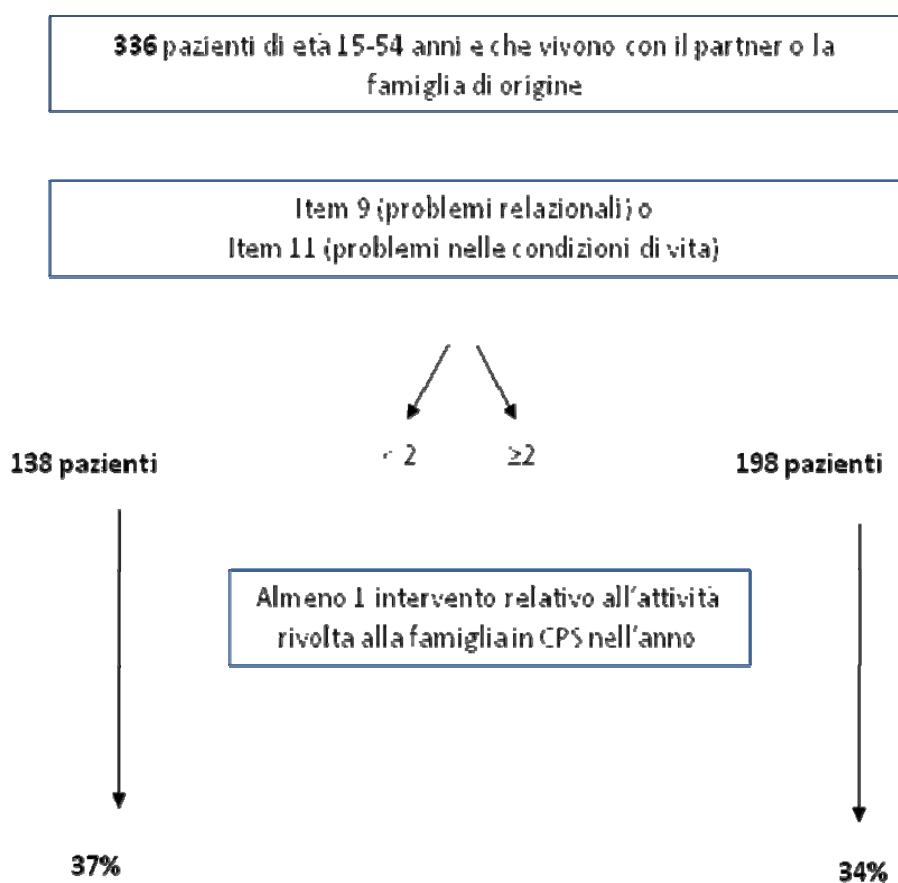 336 pazienti di età 15-54 anni e che vivono con il partner o la
famiglia di origine
Item 9 (problemi relazionali) o
Item 11 (problemi nelle condizioni di vita)
138 pazienti
< 2
≥2
198 pazienti
Almeno 1 intervento relativo all'attività
rivolta alla famiglia in CPS nell'anno
37%
34%